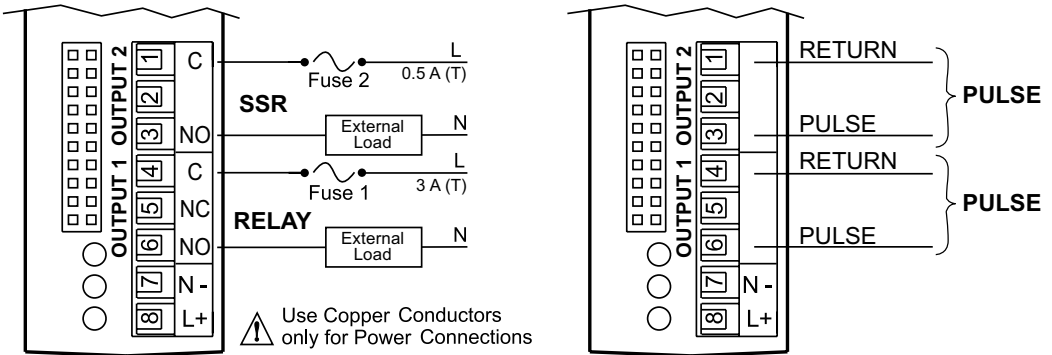 OUTPUT 2
OUTPUT 1
1 C
2
3 NO
4 C
5 NC
6 NO
7 N -
8 L+
Fuse 2
L
0.5 A (T)
SSR
External
Load
N
Fuse 1
L
3 A (T)
RELAY
External
Load
N
Use Copper Conductors
only for Power Connections
OUTPUT 2
OUTPUT 1
1
2
3
4
5
6
7 N -
8 L+
RETURN
PULSE
PULSE
RETURN
PULSE
PULSE